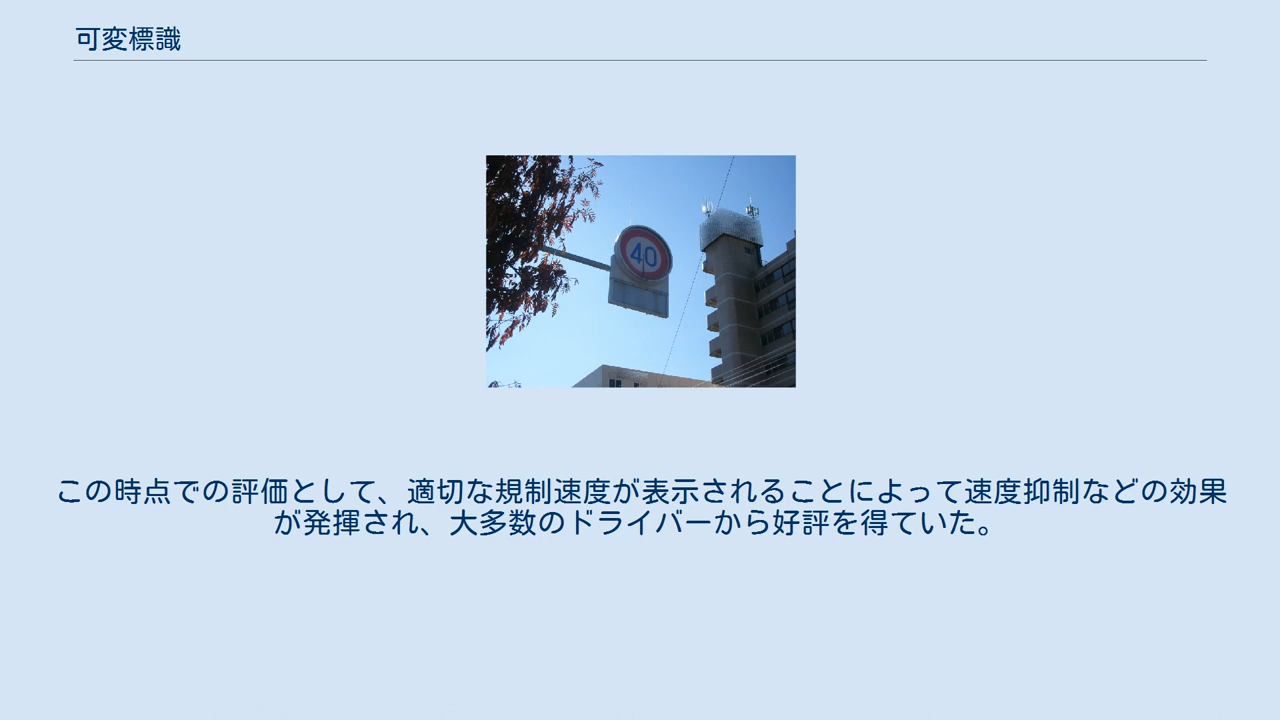 可変標識
40
この時点での評価として、適切な規制速度が表示されることによって速度抑制などの効果
が発揮され、大多数のドライバーから好評を得ていた。